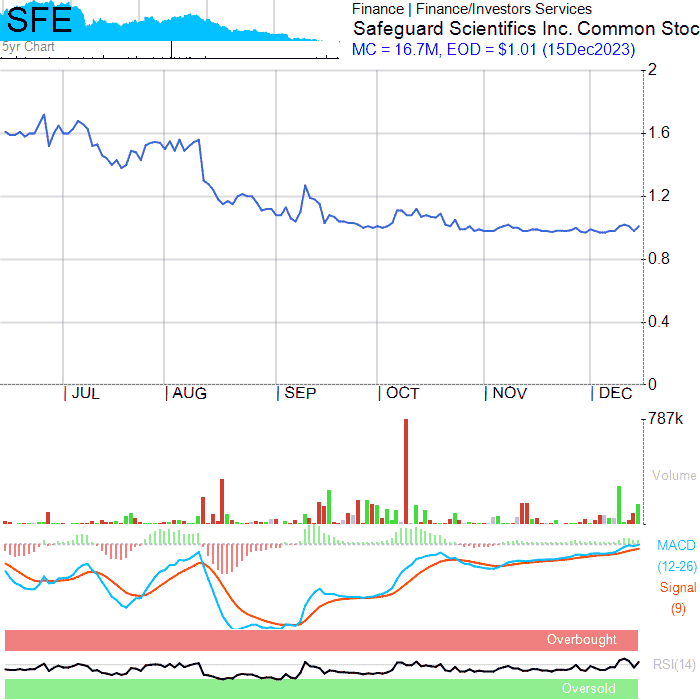 SFE
5yr Chart
Finance | Finance/Investors Services
Safeguard Scientifics Inc. Common Stoc
MC = 16.7M, EOD = $1.01 (15Dec2023)
2
1.6
1.2
0.8
0.4
0
JUL AUG SEP OCT NOV DEC
787k
Volume
MACD
(12-26)
Signal
(9)
Overbought
RSI(14)
Oversold